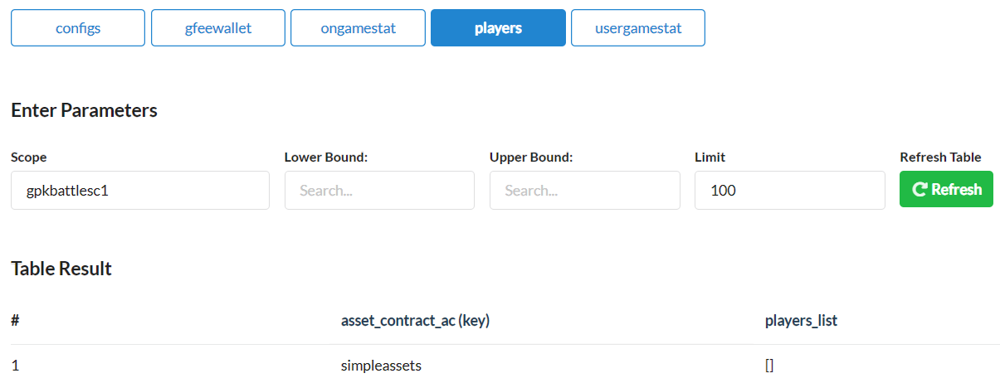 configs gfeewallet ongamestat players usergamestat
Enter Parameters
Scope Lower Bound: Upper Bound: Limit Refresh Table
gpkbattlesc1 Search... Search... 100 Refresh
Table Result
# asset_contract_ac (key) players_list
1 simpleassets []